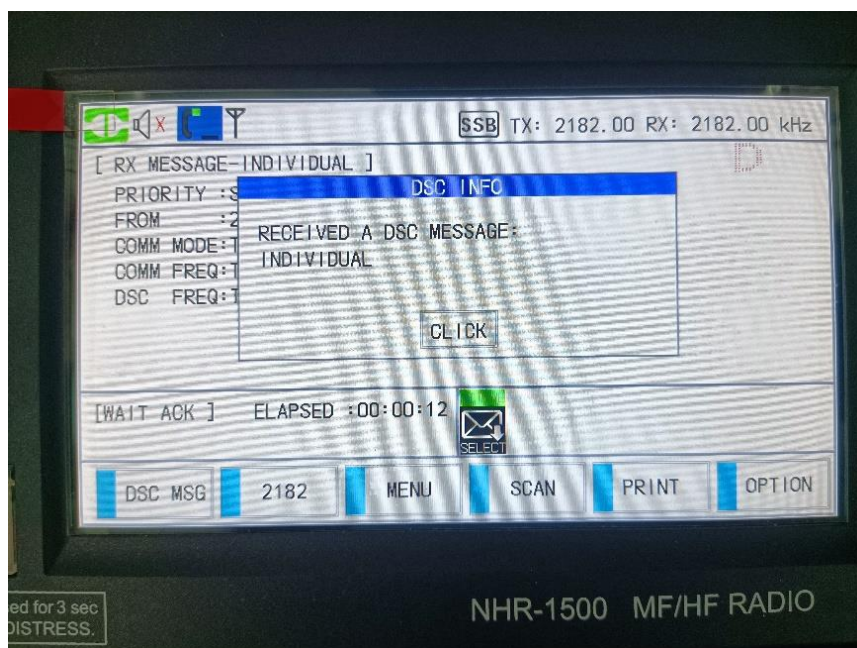 SSB TX: 2182.00 RX: 2182.00 kHz
[ RX MESSAGE-INDIVIDUAL ]
PRIORITY :S
FROM :2
COMM MODE:T
COMM FREQ:T
DSC FREQ:T
DSC INFO
RECEIVED A DSC MESSAGE:
INDIVIDUAL
CLICK
[WAIT ACK ] ELAPSED :00:00:12
SELECT
DSC MSG 2182 MENU SCAN PRINT OPTION
ed for 3 sec
DISTRESS.
NHR-1500 MF/HF RADIO